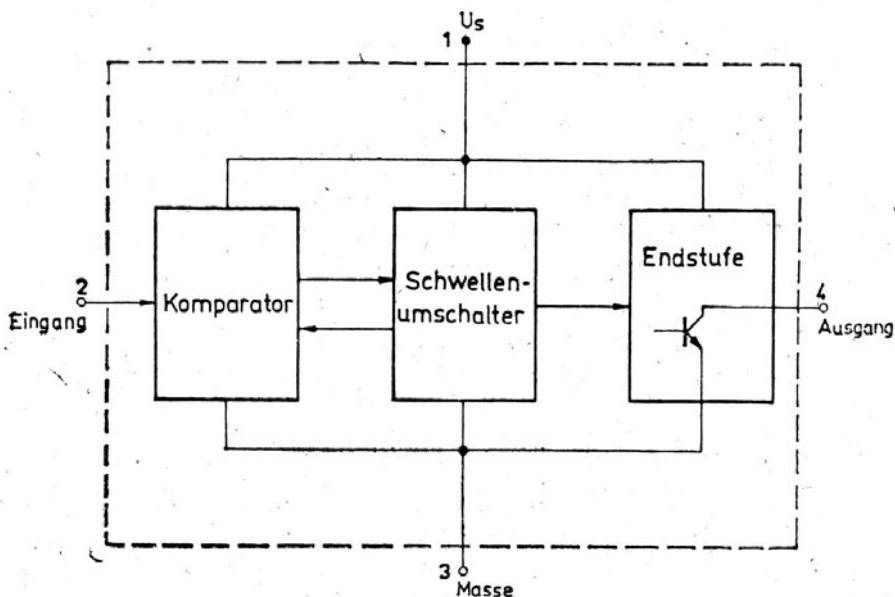 Us
1
Endstufe
Schwellen-
umschalter
Komparator
2
Eingang
4
Ausgang
3
Masse